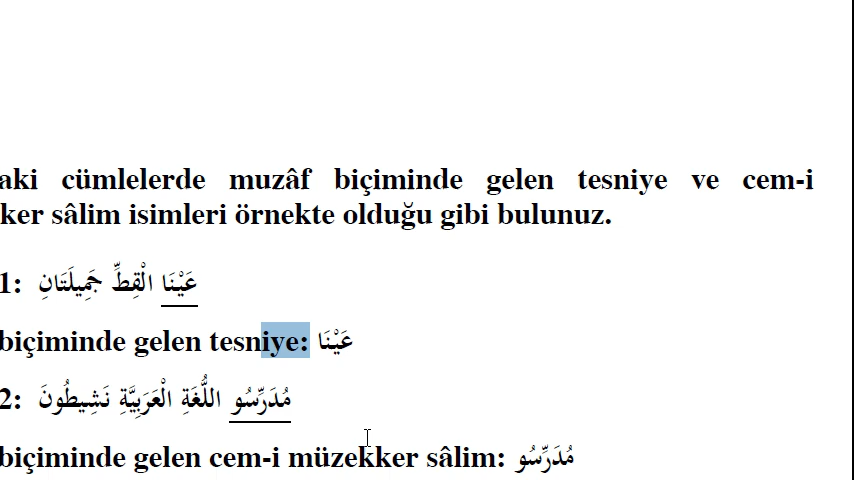 aki cümlelerde muzâf biçiminde gelen tesniye ve cem-i
ker sâlim isimleri örnekte olduğu gibi bulunuz.
1: عَيْنَا الْقِطِّ جَمِيلَتَانِ
biçiminde gelen tesniye: عَيْنَا
2: مُدَرِّسُو اللُّغَةِ الْعَرَبِيَّةِ نَشِيطُونَ
biçiminde gelen cem-i müzekker sâlim: مُدَرِّسُو